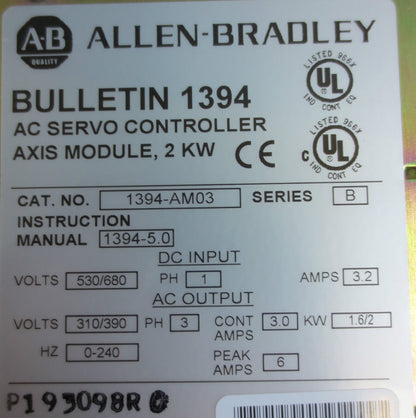 A-B ALLEN-BRADLEY
QUALITY
LISTED 966X
UL
IND CONT EQ
BULLETIN 1394
AC SERVO CONTROLLER
AXIS MODULE, 2 KW CE
LISTED 966X
C UL
IND CONT EQ
CAT. NO. 1394-AM03 SERIES B
INSTRUCTION
MANUAL 1394-5.0
DC INPUT
VOLTS 530/680 PH 1 AMPS 3.2
AC OUTPUT
VOLTS 310/390 PH 3 CONT AMPS 3.0 KW 1.6/2
HZ 0-240 PEAK AMPS 6
P193098R0